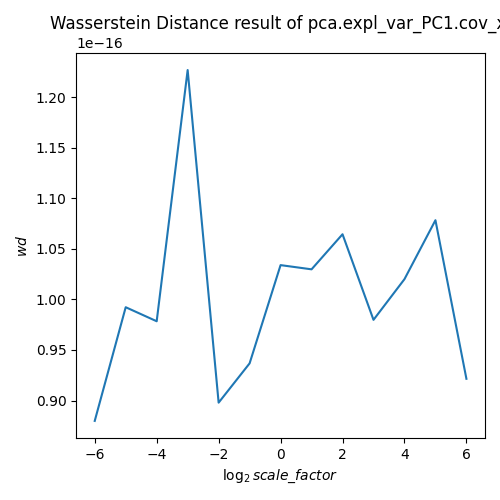 Wasserstein Distance result of pca.expl_var_PC1.cov_x
1e−16
1.20
1.15
1.10
1.05
1.00
0.95
0.90
wd
−6 −4 −2 0 2 4 6
log₂ scale_factor